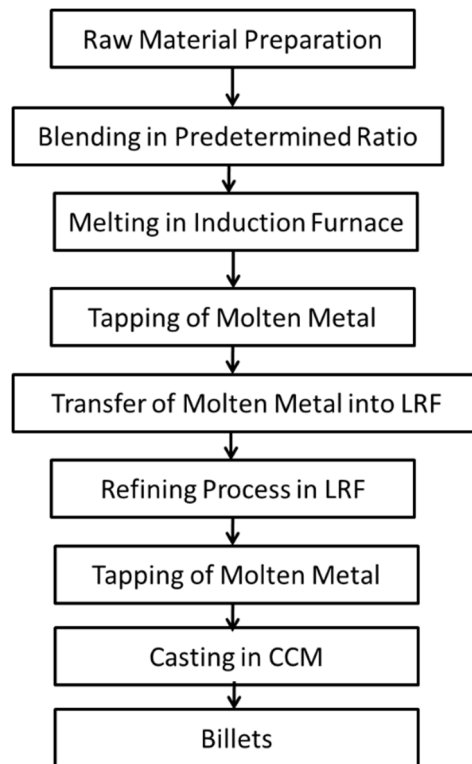 Raw Material Preparation
Blending in Predetermined Ratio
Melting in Induction Furnace
Tapping of Molten Metal
Transfer of Molten Metal into LRF
Refining Process in LRF
Tapping of Molten Metal
Casting in CCM
Billets